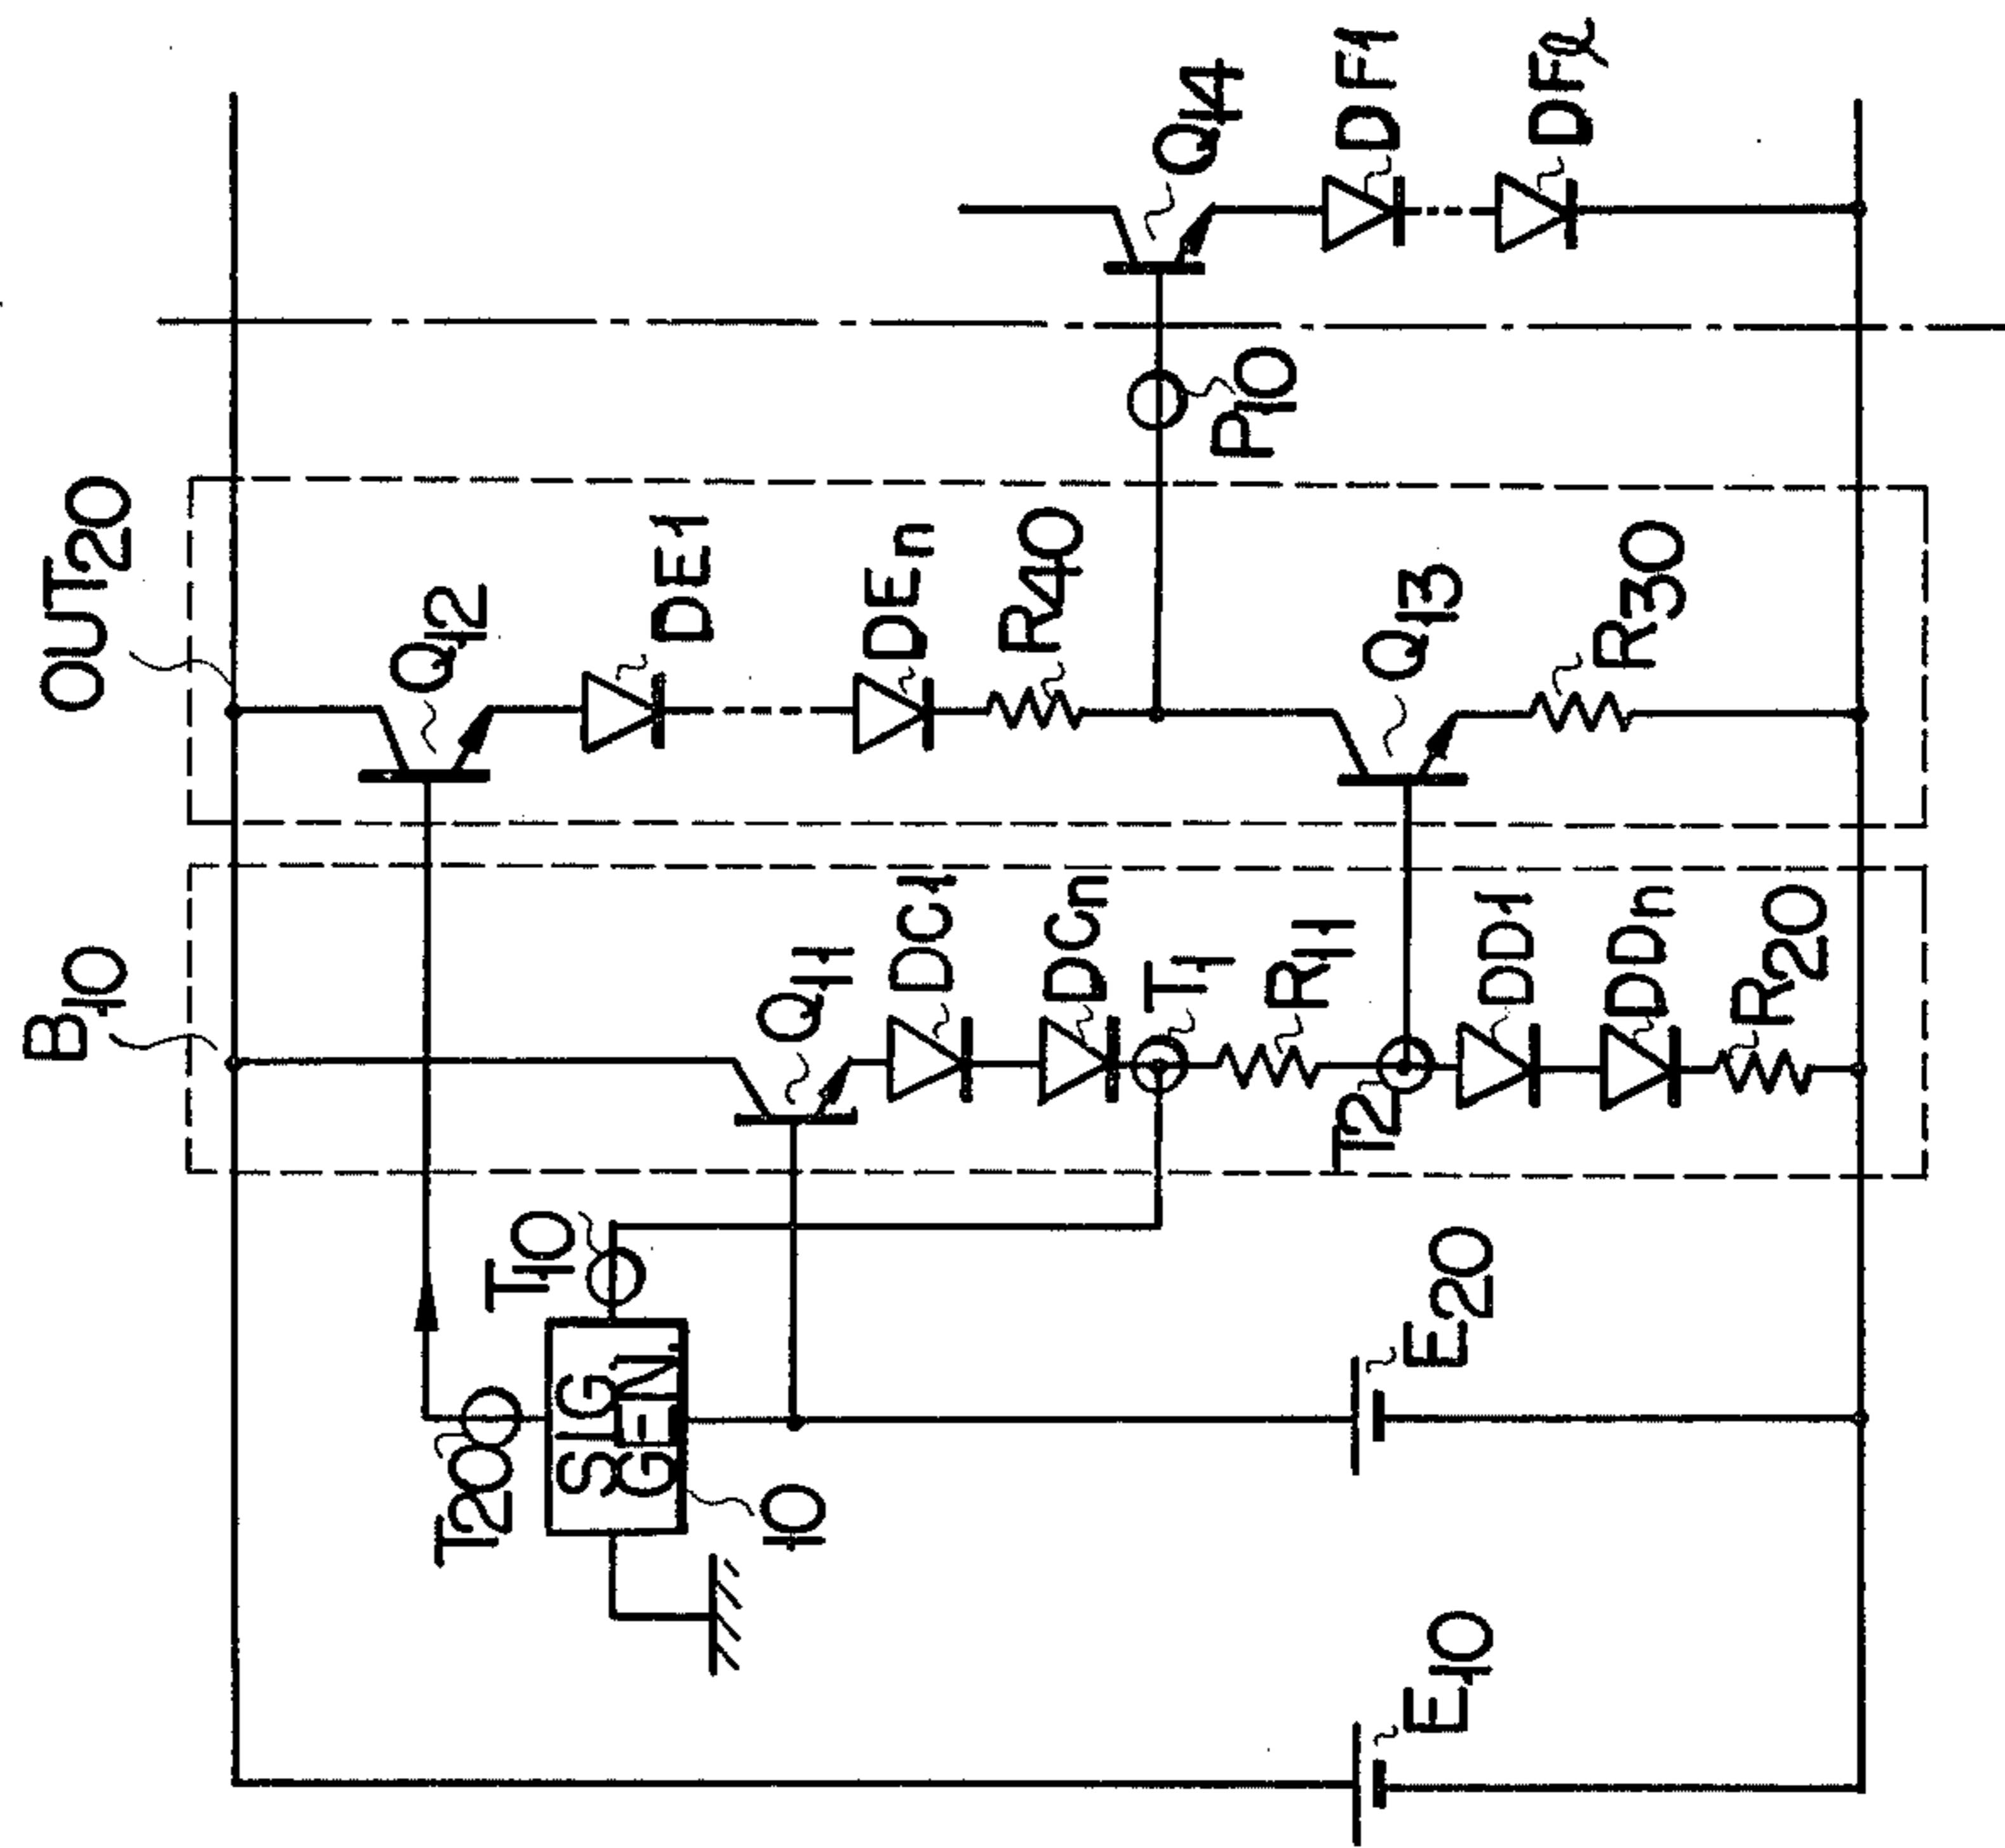 B10
OUT20
T200
T10
SIG.
GEN.
10
E10
E20
Q11
DC1
DCn
T1
R11
T2
DD1
DDn
R20
Q12
DE1
DEn
R40
Q13
R30
P10
Q14
DF1
DFℓ